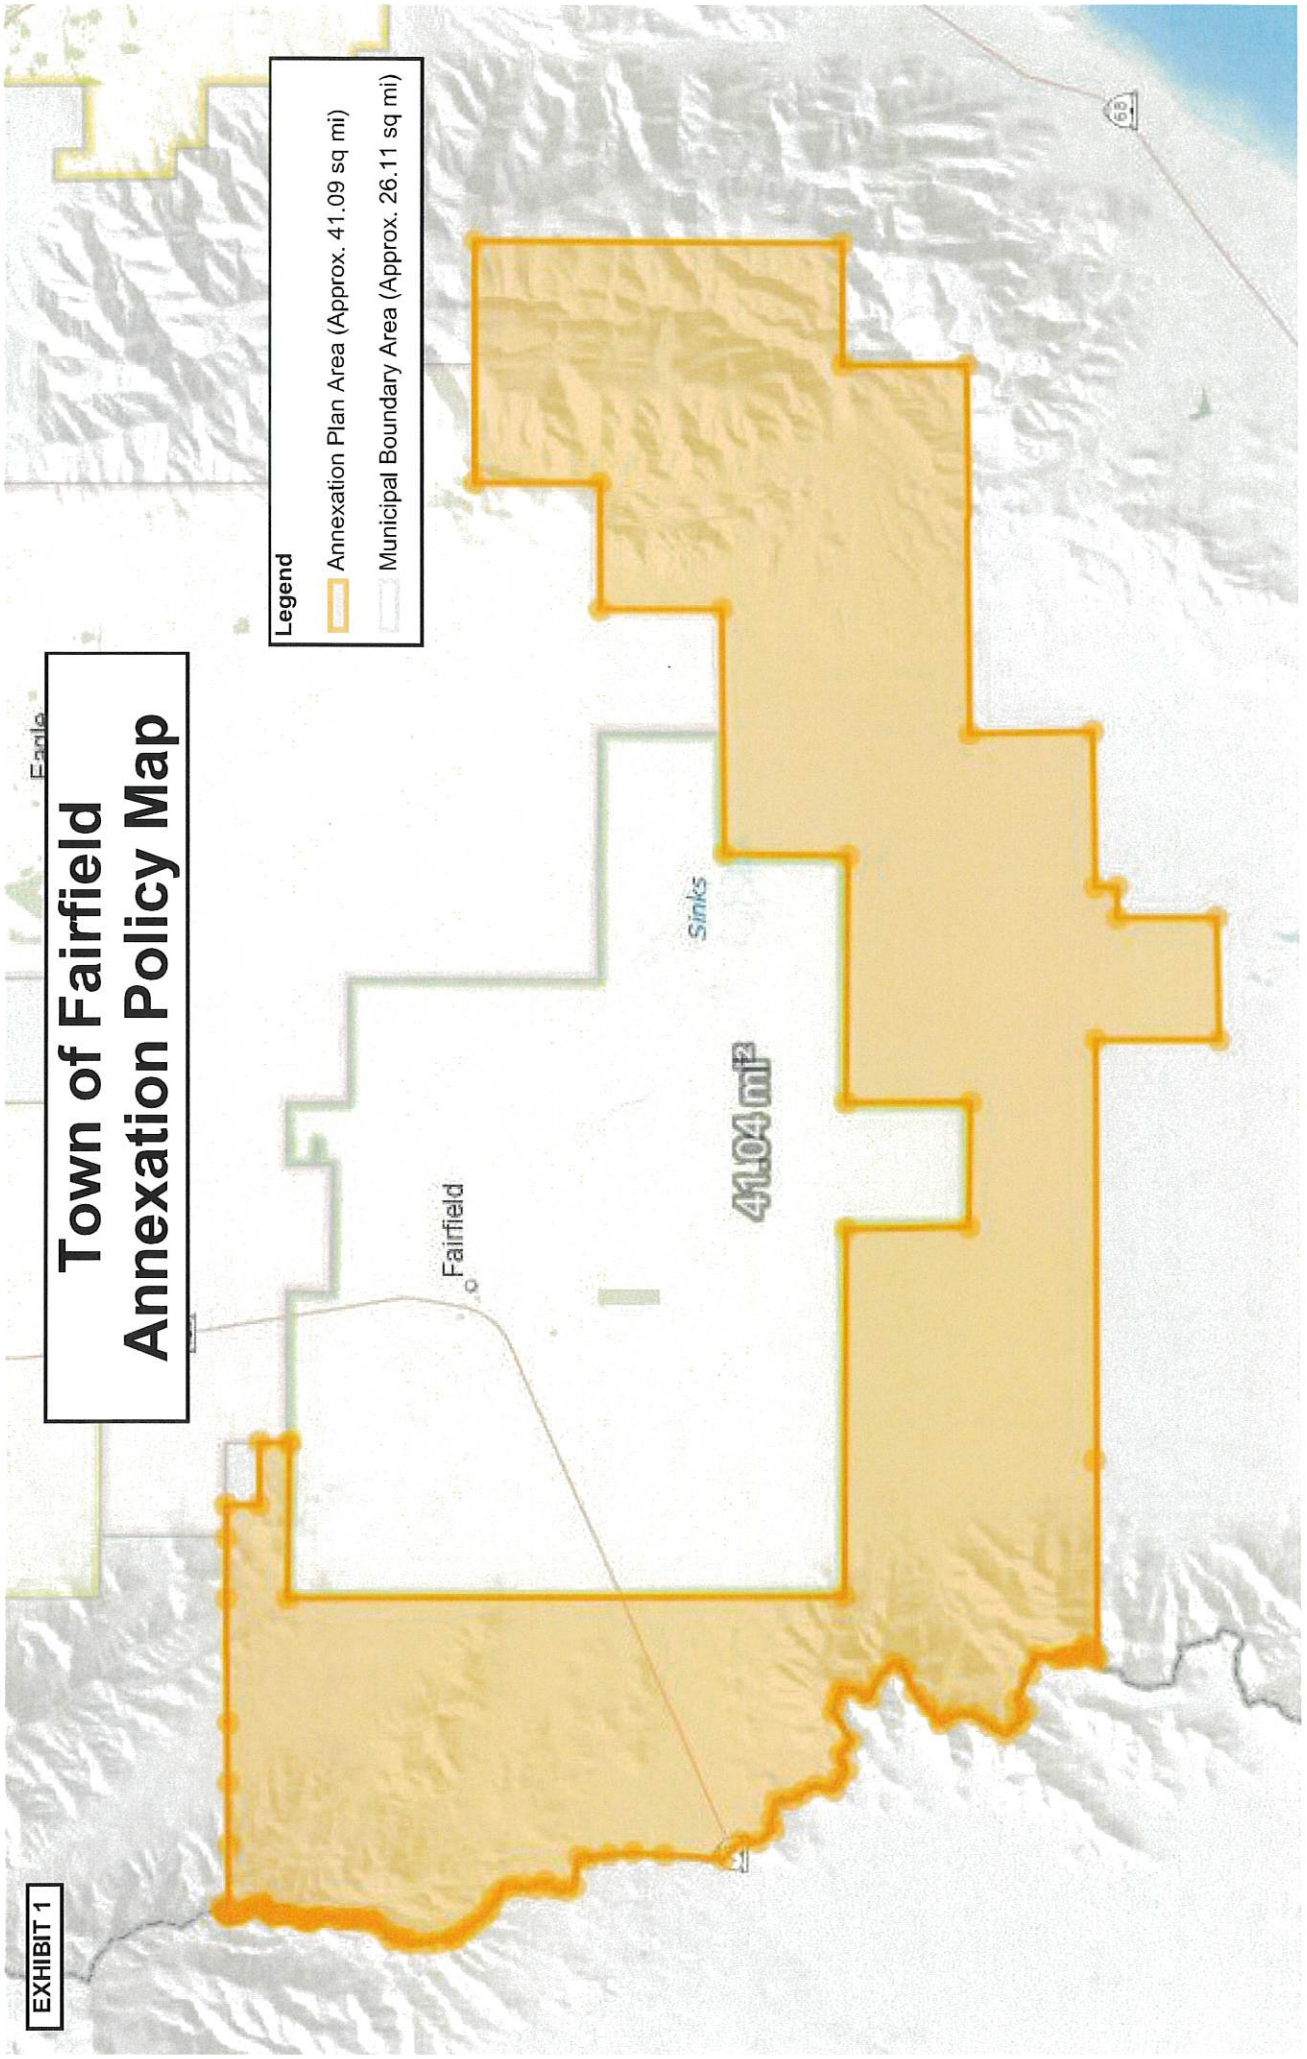 EXHIBIT 1
Town of Fairfield
Annexation Policy Map
Eagle
Legend
Annexation Plan Area (Approx. 41.09 sq mi)
Municipal Boundary Area (Approx. 26.11 sq mi)
Fairfield
Sinks
41.04 mi²
68